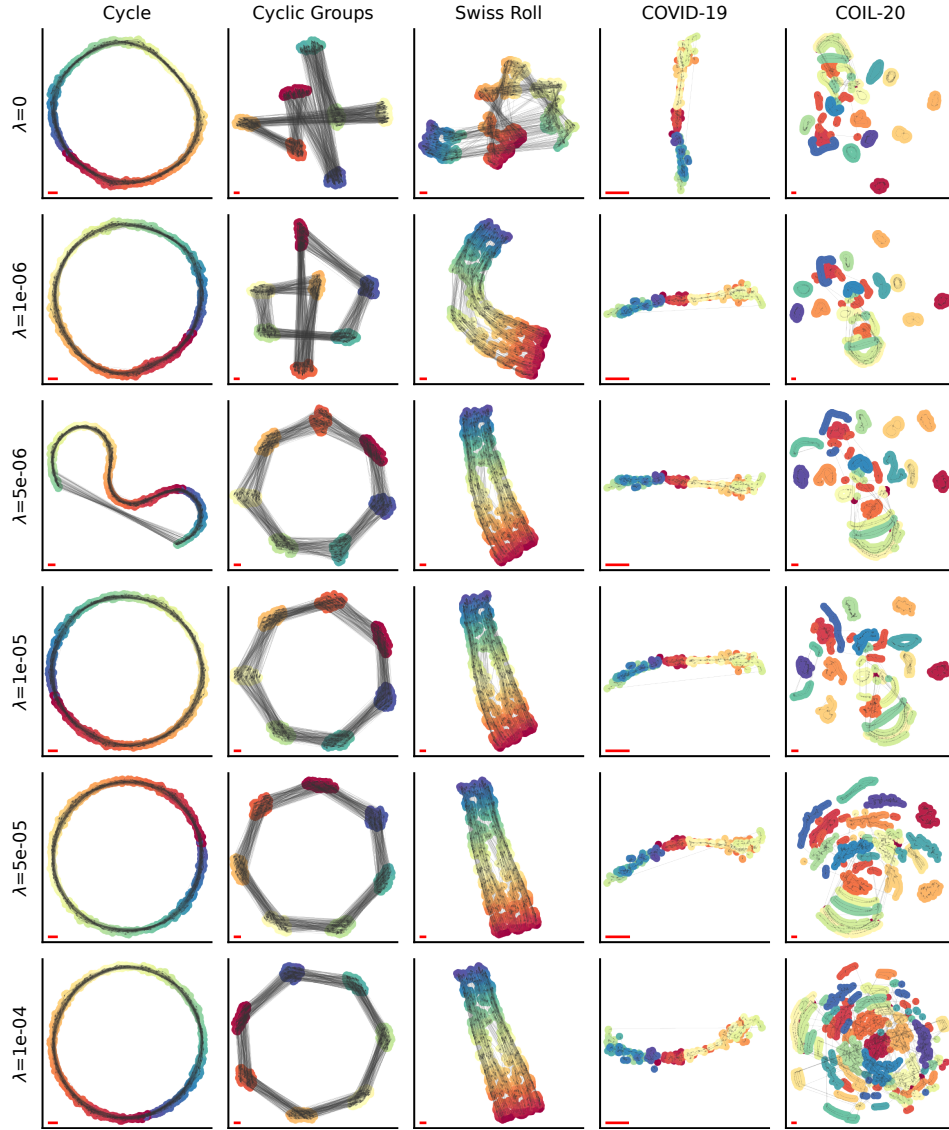 Cycle Cyclic Groups Swiss Roll COVID-19 COIL-20
λ=0
λ=1e-06
λ=5e-06
λ=1e-05
λ=5e-05
λ=1e-04